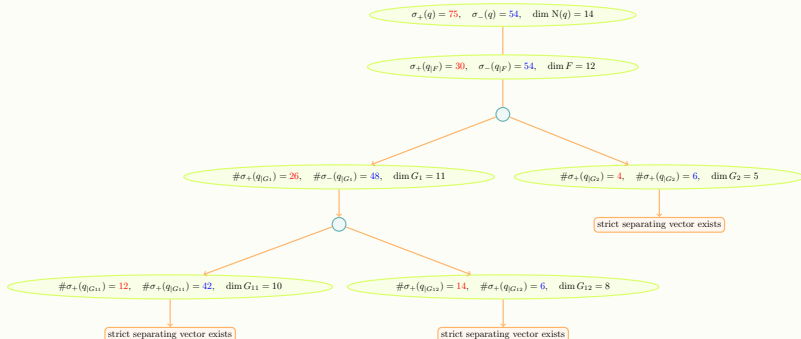 σ₊(q) = 75, σ₋(q) = 54, dim N(q) = 14
σ₊(q|F) = 30, σ₋(q|F) = 54, dim F = 12
#σ₊(q|G₁) = 26, #σ₋(q|G₁) = 48, dim G₁ = 11
#σ₊(q|G₂) = 4, #σ₊(q|G₂) = 6, dim G₂ = 5
strict separating vector exists
#σ₊(q|G₁₁) = 12, #σ₊(q|G₁₁) = 42, dim G₁₁ = 10
#σ₊(q|G₁₂) = 14, #σ₊(q|G₁₂) = 6, dim G₁₂ = 8
strict separating vector exists
strict separating vector exists